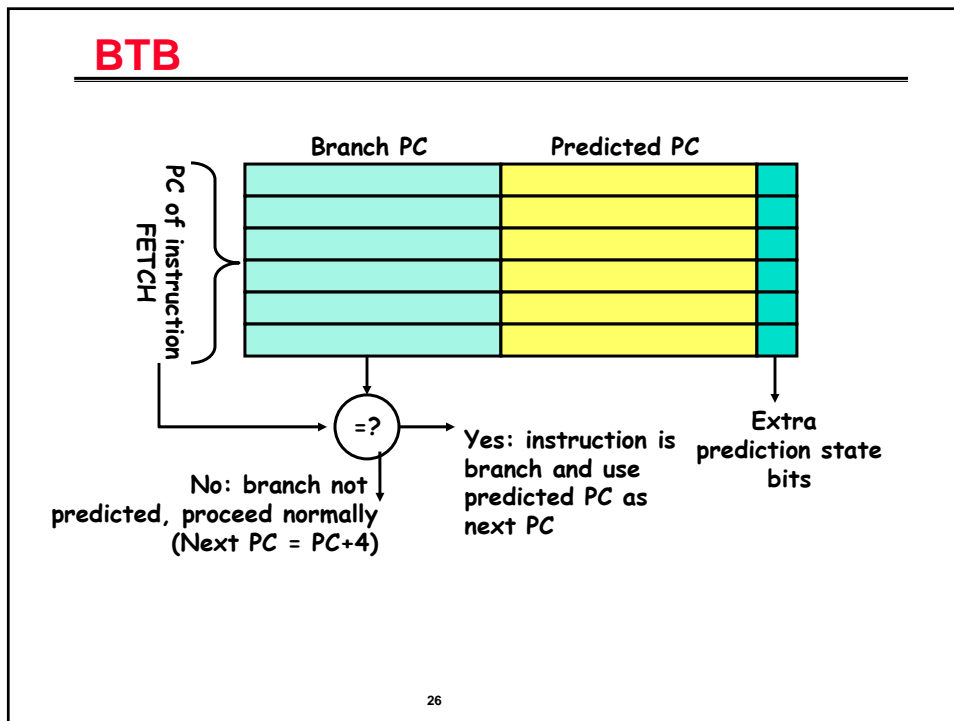 BTB
Branch PC
Predicted PC
PC of instruction
FETCH
=?
Yes: instruction is
branch and use
predicted PC as
next PC
Extra
prediction state
bits
No: branch not
predicted, proceed normally
(Next PC = PC+4)
26